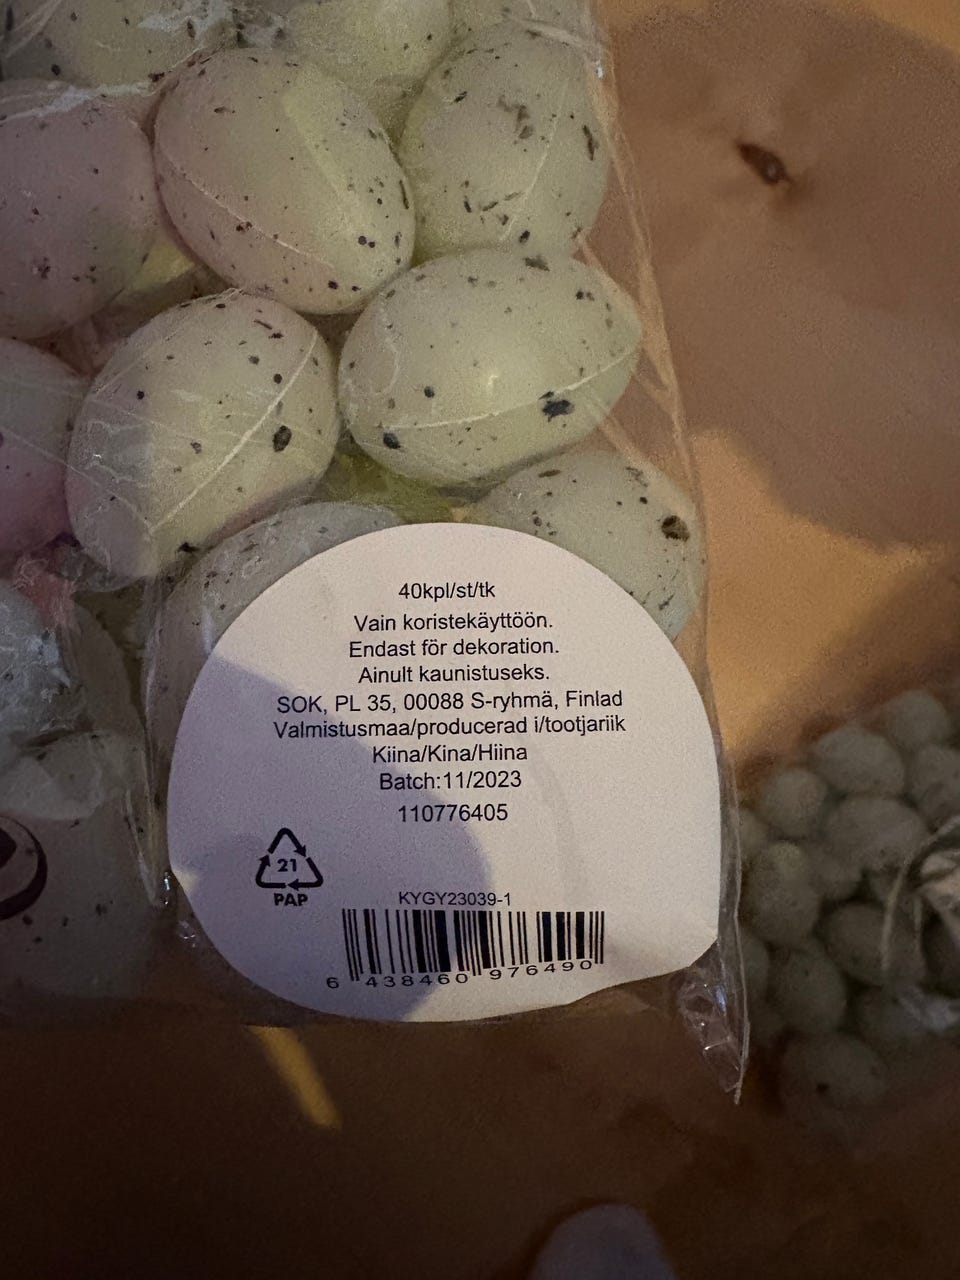 40kpl/st/tk
Vain koristekäyttöön.
Endast för dekoration.
Ainult kaunistuseks.
SOK, PL 35, 00088 S-ryhmä, Finlad
Valmistusmaa/producerad i/tootjariik
Kiina/Kina/Hiina
Batch:11/2023
110776405
21
PAP
KYGY23039-1
6 438460 976490